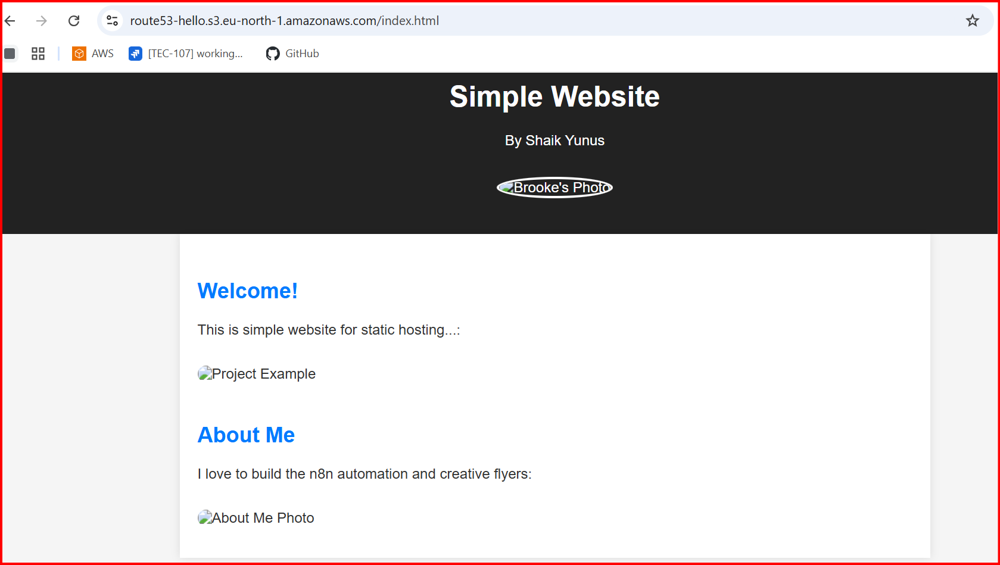 route53-hello.s3.eu-north-1.amazonaws.com/index.html
AWS [TEC-107] working... GitHub
Simple Website
By Shaik Yunus
Brooke's Photo
Welcome!
This is simple website for static hosting...:
Project Example
About Me
I love to build the n8n automation and creative flyers:
About Me Photo